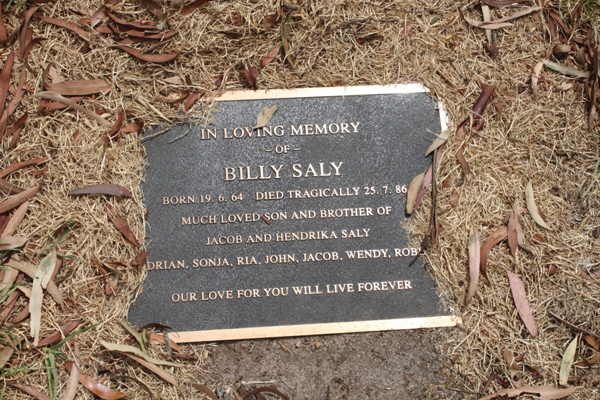 IN LOVING MEMORY
– OF –
BILLY SALY
BORN 19. 6. 64 DIED TRAGICALLY 25. 7. 86
MUCH LOVED SON AND BROTHER OF
JACOB AND HENDRIKA SALY
DRIAN, SONJA, RIA, JOHN, JACOB, WENDY, ROB
OUR LOVE FOR YOU WILL LIVE FOREVER